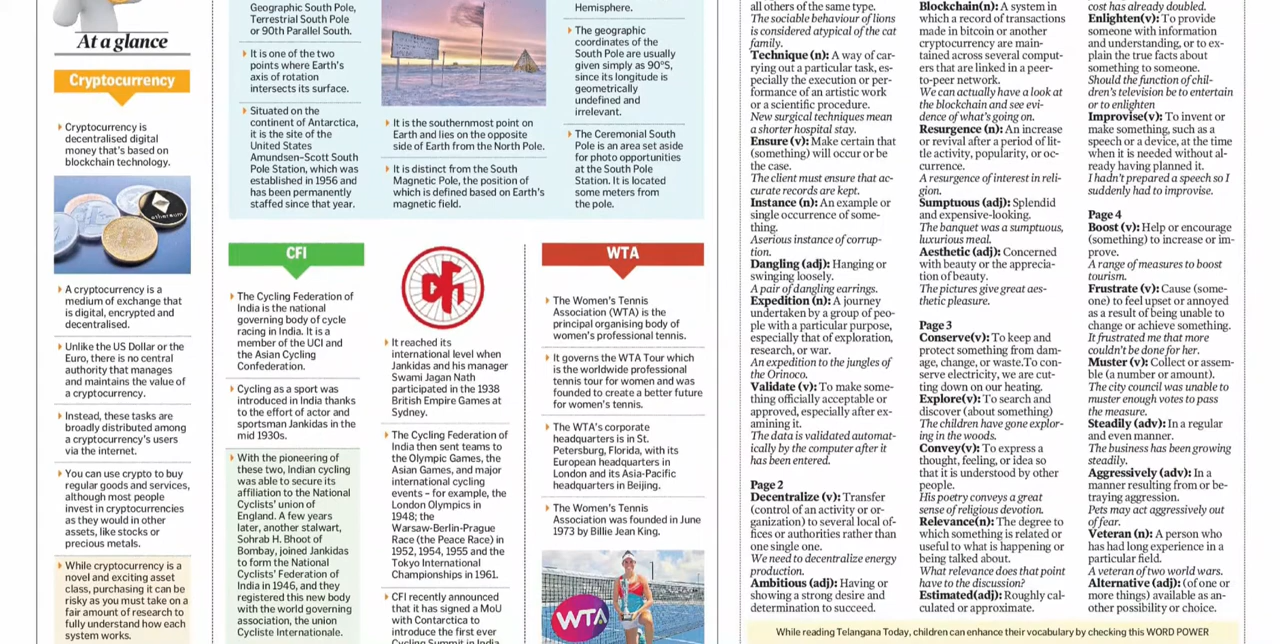 At a glance
Cryptocurrency
Cryptocurrency is
decentralised digital
money that's based on
blockchain technology.
ethereum
A cryptocurrency is a
medium of exchange that
is digital, encrypted and
decentralised.
Unlike the US Dollar or the
Euro, there is no central
authority that manages
and maintains the value of
a cryptocurrency.
Instead, these tasks are
broadly distributed among
a cryptocurrency's users
via the internet.
You can use crypto to buy
regular goods and services,
although most people
invest in cryptocurrencies
as they would in other
assets, like stocks or
precious metals.
While cryptocurrency is a
novel and exciting asset
class, purchasing it can be
risky as you must take on a
fair amount of research to
fully understand how each
system works.
Geographic South Pole,
Terrestrial South Pole
or 90th Parallel South.
It is one of the two
points where Earth's
axis of rotation
intersects its surface.
Situated on the
continent of Antarctica,
it is the site of the
United States
Amundsen–Scott South
Pole Station, which was
established in 1956 and
has been permanently
staffed since that year.
It is the southernmost point on
Earth and lies on the opposite
side of Earth from the North Pole.
It is distinct from the South
Magnetic Pole, the position of
which is defined based on Earth's
magnetic field.
Hemisphere.
The geographic
coordinates of the
South Pole are usually
given simply as 90°S,
since its longitude is
geometrically
undefined and
irrelevant.
The Ceremonial South
Pole is an area set aside
for photo opportunities
at the South Pole
Station. It is located
some meters from
the pole.
CFI
The Cycling Federation of
India is the national
governing body of cycle
racing in India. It is a
member of the UCI and
the Asian Cycling
Confederation.
Cycling as a sport was
introduced in India thanks
to the effort of actor and
sportsman Jankidas in the
mid 1930s.
With the pioneering of
these two, Indian cycling
was able to secure its
affiliation to the National
Cyclists' union of
England. A few years
later, another stalwart,
Sohrab H. Bhoot of
Bombay, joined Jankidas
to form the National
Cyclists' Federation of
India in 1946, and they
registered this new body
with the world governing
association, the union
Cycliste Internationale.
It reached its
international level when
Jankidas and his manager
Swami Jagan Nath
participated in the 1938
British Empire Games at
Sydney.
The Cycling Federation of
India then sent teams to
the Olympic Games, the
Asian Games, and major
international cycling
events – for example, the
London Olympics in
1948; the
Warsaw-Berlin-Prague
Race (the Peace Race) in
1952, 1954, 1955 and the
Tokyo International
Championships in 1961.
CFI recently announced
that it has signed a MoU
with Contarctica to
introduce the first ever
Cycling Summit in India
WTA
The Women's Tennis
Association (WTA) is the
principal organising body of
women's professional tennis.
It governs the WTA Tour which
is the worldwide professional
tennis tour for women and was
founded to create a better future
for women's tennis.
The WTA's corporate
headquarters is in St.
Petersburg, Florida, with its
European headquarters in
London and its Asia-Pacific
headquarters in Beijing.
The Women's Tennis
Association was founded in June
1973 by Billie Jean King.
WTA
all others of the same type.
The sociable behaviour of lions
is considered atypical of the cat
family.
Technique (n): A way of car-
rying out a particular task, es-
pecially the execution or per-
formance of an artistic work
or a scientific procedure.
New surgical techniques mean
a shorter hospital stay.
Ensure (v): Make certain that
(something) will occur or be
the case.
The client must ensure that ac-
curate records are kept.
Instance (n): An example or
single occurrence of some-
thing.
Aserious instance of corrup-
tion.
Dangling (adj): Hanging or
swinging loosely.
A pair of dangling earrings.
Expedition (n): A journey
undertaken by a group of peo-
ple with a particular purpose,
especially that of exploration,
research, or war.
An expedition to the jungles of
the Orinoco.
Validate (v): To make some-
thing officially acceptable or
approved, especially after ex-
amining it.
The data is validated automat-
ically by the computer after it
has been entered.
Page 2
Decentralize (v): Transfer
(control of an activity or or-
ganization) to several local of-
fices or authorities rather than
one single one.
We need to decentralize energy
production.
Ambitious (adj): Having or
showing a strong desire and
determination to succeed.
Blockchain(n): A system in
which a record of transactions
made in bitcoin or another
cryptocurrency are main-
tained across several comput-
ers that are linked in a peer-
to-peer network.
We can actually have a look at
the blockchain and see evi-
dence of what's going on.
Resurgence (n): An increase
or revival after a period of lit-
tle activity, popularity, or oc-
currence.
A resurgence of interest in reli-
gion.
Sumptuous (adj): Splendid
and expensive-looking.
The banquet was a sumptuous,
luxurious meal.
Aesthetic (adj): Concerned
with beauty or the apprecia-
tion of beauty.
The pictures give great aes-
thetic pleasure.
Page 3
Conserve(v): To keep and
protect something from dam-
age, change, or waste.To con-
serve electricity, we are cut-
ting down on our heating.
Explore(v): To search and
discover (about something)
The children have gone explor-
ing in the woods.
Convey(v): To express a
thought, feeling, or idea so
that it is understood by other
people.
His poetry conveys a great
sense of religious devotion.
Relevance(n): The degree to
which something is related or
useful to what is happening or
being talked about.
What relevance does that point
have to the discussion?
Estimated(adj): Roughly cal-
culated or approximate.
cost has already doubled.
Enlighten(v): To provide
someone with information
and understanding, or to ex-
plain the true facts about
something to someone.
Should the function of chil-
dren's television be to entertain
or to enlighten
Improvise(v): To invent or
make something, such as a
speech or a device, at the time
when it is needed without al-
ready having planned it.
I hadn't prepared a speech so I
suddenly had to improvise.
Page 4
Boost (v): Help or encourage
(something) to increase or im-
prove.
A range of measures to boost
tourism.
Frustrate (v): Cause (some-
one) to feel upset or annoyed
as a result of being unable to
change or achieve something.
It frustrated me that more
couldn't be done for her.
Muster (v): Collect or assem-
ble (a number or amount).
The city council was unable to
muster enough votes to pass
the measure.
Steadily (adv): In a regular
and even manner.
The business has been growing
steadily.
Aggressively (adv): In a
manner resulting from or be-
traying aggression.
Pets may act aggressively out
of fear.
Veteran (n): A person who
has had long experience in a
particular field.
A veteran of two world wars.
Alternative (adj): (of one or
more things) available as an-
other possibility or choice.
While reading Telangana Today, children can enhance their vocabulary by checking this WORD POWER